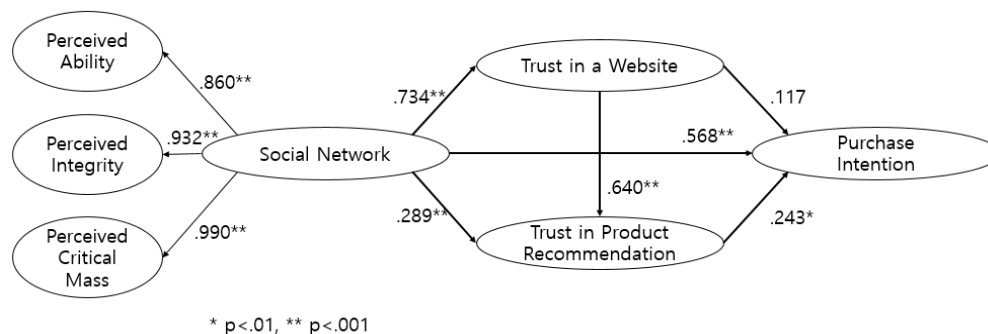 Perceived
Ability
.860**
Perceived
Integrity
.932**
Perceived
Critical
Mass
.990**
Social Network
.734**
Trust in a Website
.117
.568**
Purchase
Intention
.640**
.289**
Trust in Product
Recommendation
.243*
* p<.01, ** p<.001